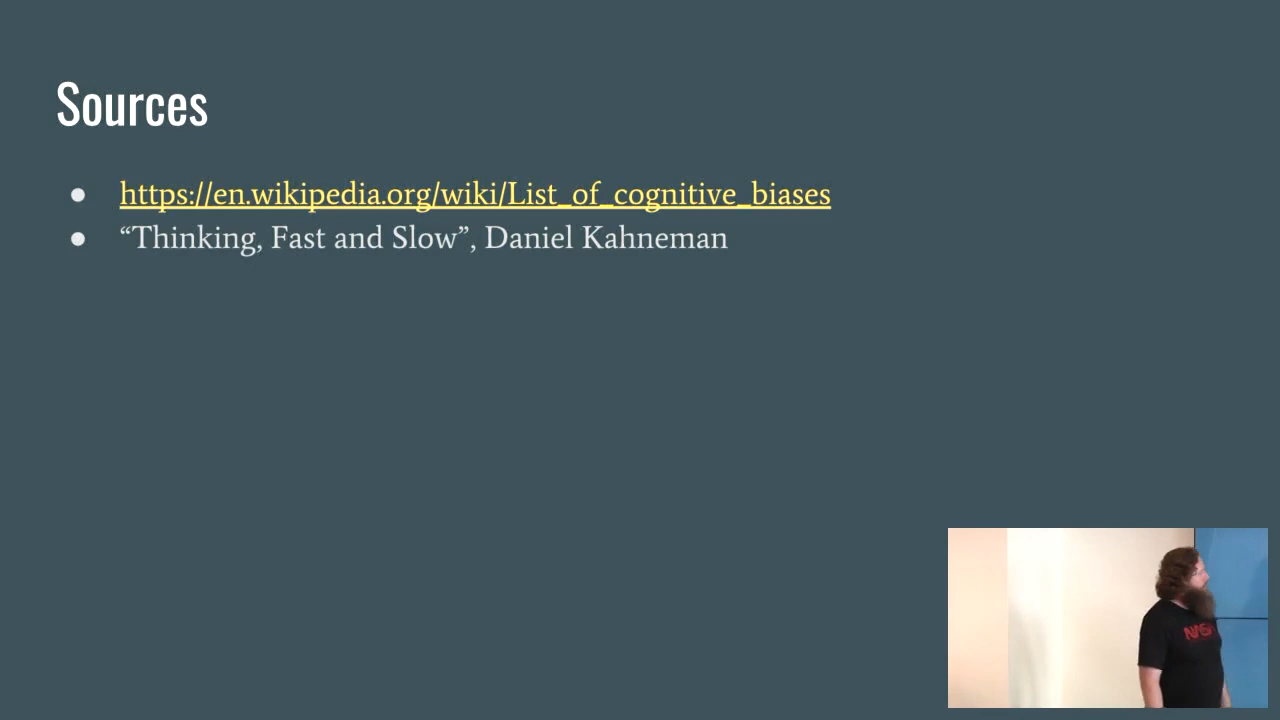 Sources
● https://en.wikipedia.org/wiki/List_of_cognitive_biases
● “Thinking, Fast and Slow”, Daniel Kahneman